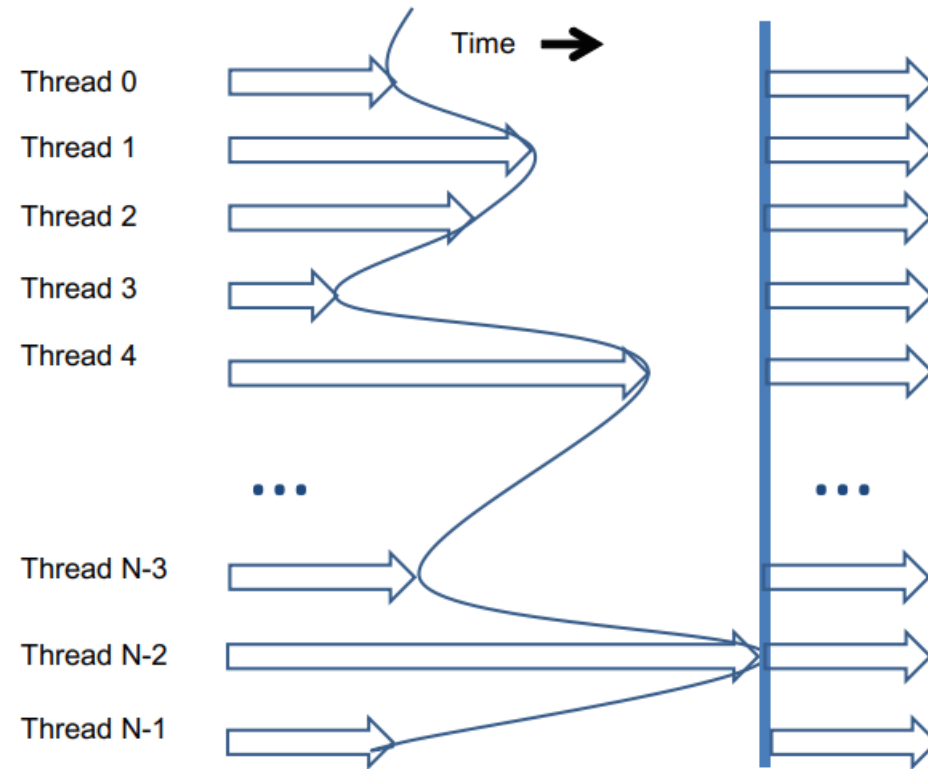 Time
Thread 0
Thread 1
Thread 2
Thread 3
Thread 4
... ...
Thread N-3
Thread N-2
Thread N-1